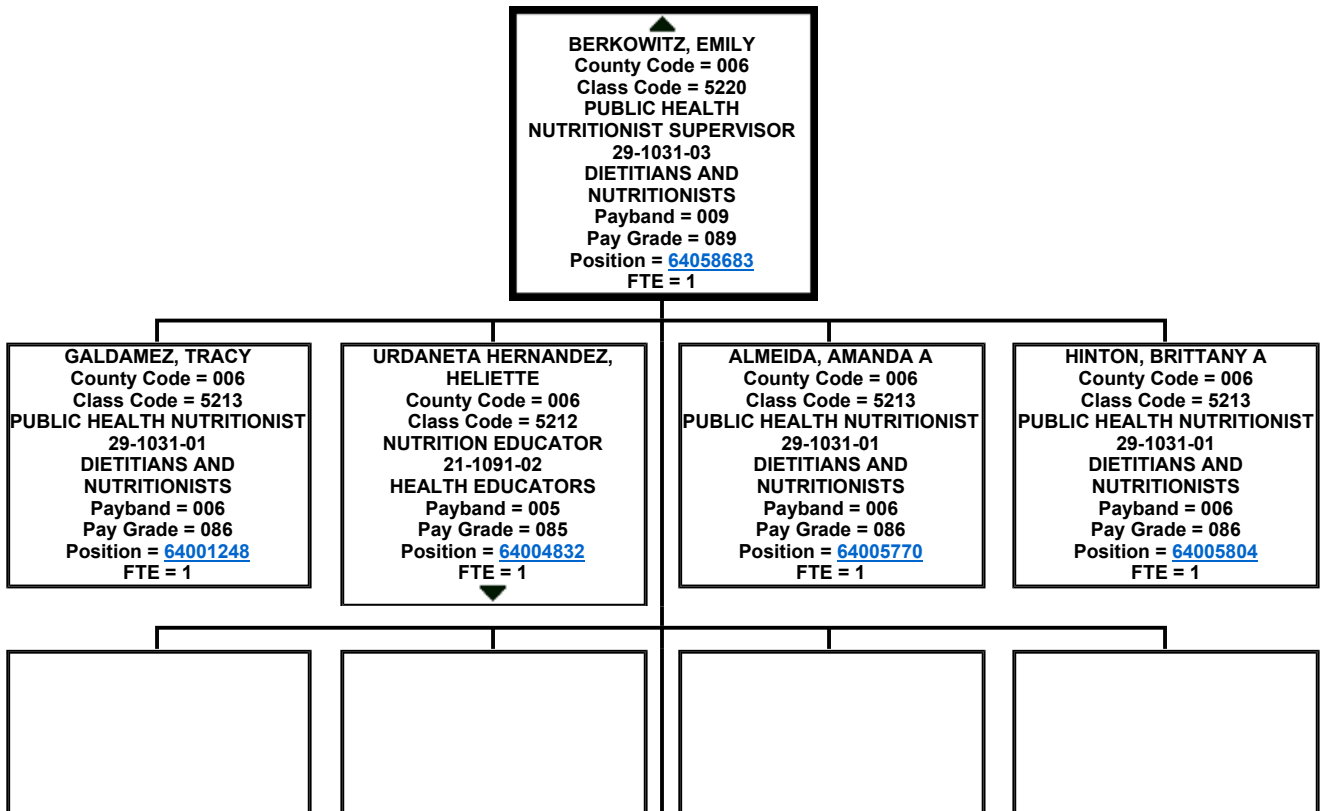 BERKOWITZ, EMILY
County Code = 006
Class Code = 5220
PUBLIC HEALTH
NUTRITIONIST SUPERVISOR
29-1031-03
DIETITIANS AND
NUTRITIONISTS
Payband = 009
Pay Grade = 089
Position = 64058683
FTE = 1
GALDAMEZ, TRACY
County Code = 006
Class Code = 5213
PUBLIC HEALTH NUTRITIONIST
29-1031-01
DIETITIANS AND
NUTRITIONISTS
Payband = 006
Pay Grade = 086
Position = 64001248
FTE = 1
URDANETA HERNANDEZ,
HELIETTE
County Code = 006
Class Code = 5212
NUTRITION EDUCATOR
21-1091-02
HEALTH EDUCATORS
Payband = 005
Pay Grade = 085
Position = 64004832
FTE = 1
ALMEIDA, AMANDA A
County Code = 006
Class Code = 5213
PUBLIC HEALTH NUTRITIONIST
29-1031-01
DIETITIANS AND
NUTRITIONISTS
Payband = 006
Pay Grade = 086
Position = 64005770
FTE = 1
HINTON, BRITTANY A
County Code = 006
Class Code = 5213
PUBLIC HEALTH NUTRITIONIST
29-1031-01
DIETITIANS AND
NUTRITIONISTS
Payband = 006
Pay Grade = 086
Position = 64005804
FTE = 1